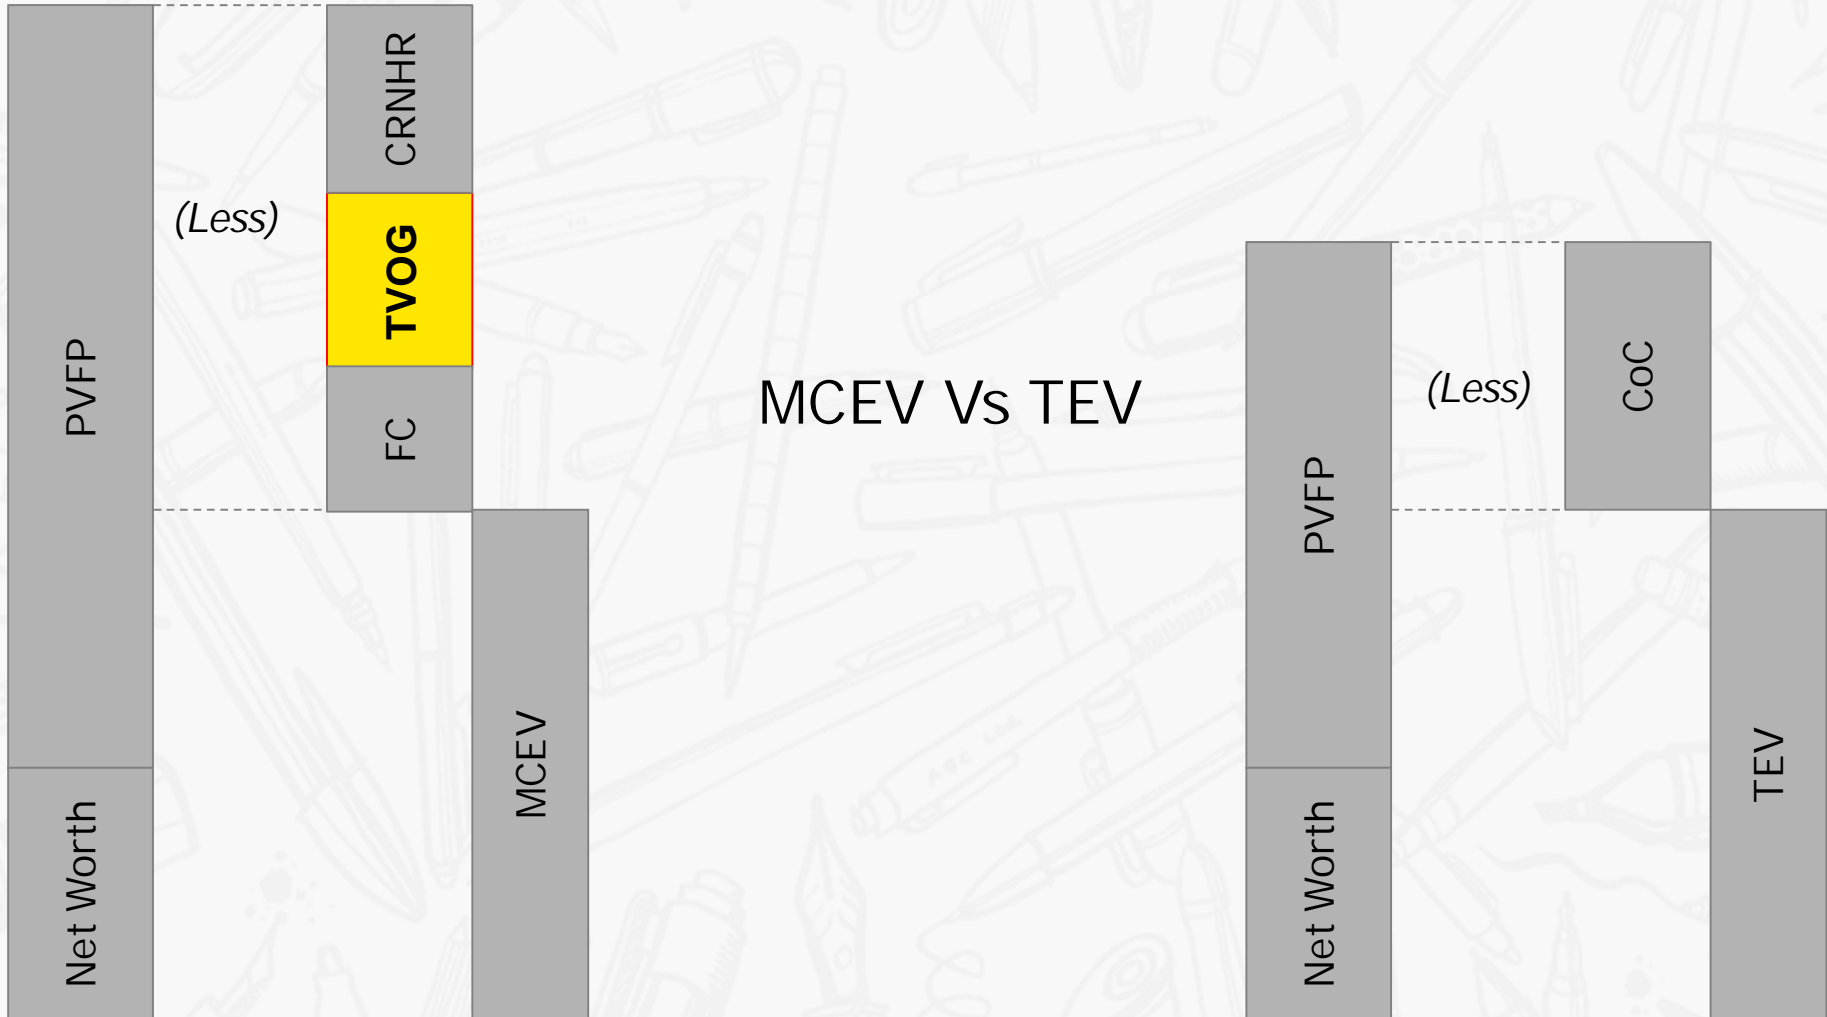 CRNHR
(Less)
TVOG
PVFP
FC
MCEV
Net Worth
MCEV Vs TEV
PVFP
(Less)
CoC
TEV
Net Worth